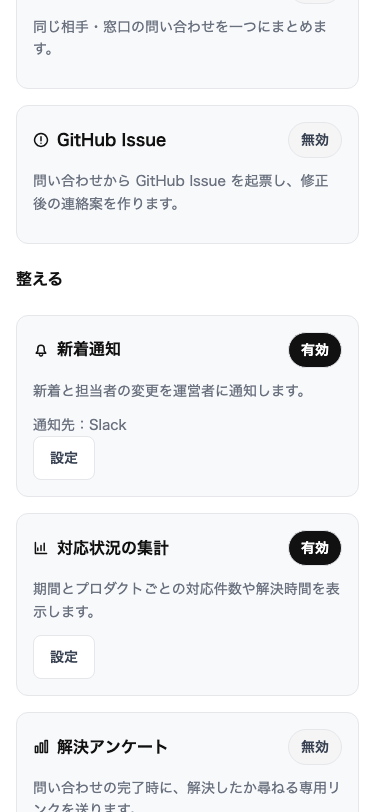 同じ相手・窓口の問い合わせを一つにまとめま
す。
GitHub Issue
無効
問い合わせから GitHub Issue を起票し、修正
後の連絡案を作ります。
整える
新着通知
有効
新着と担当者の変更を運営者に通知します。
通知先：Slack
設定
対応状況の集計
有効
期間とプロダクトごとの対応件数や解決時間を表
示します。
設定
解決アンケート
無効
問い合わせの完了時に、解決したか尋ねる専用リ
ンクを送ります。